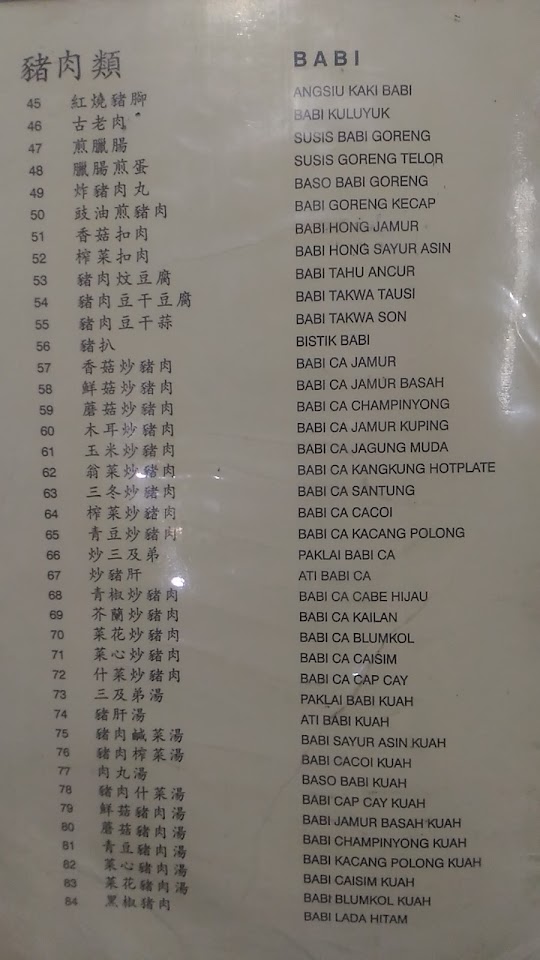 豬肉類 BABI
45 紅燒豬腳 ANGSIU KAKI BABI
46 古老肉 BABI KULUYUK
47 煎臘腸 SUSIS BABI GORENG
48 臘腸煎蛋 SUSIS GORENG TELOR
49 炸豬肉丸 BASO BABI GORENG
50 豉油煎豬肉 BABI GORENG KECAP
51 香菇扣肉 BABI HONG JAMUR
52 榨菜扣肉 BABI HONG SAYUR ASIN
53 豬肉炆豆腐 BABI TAHU ANCUR
54 豬肉豆干豆腐 BABI TAKWA TAUSI
55 豬肉豆干蒜 BABI TAKWA SON
56 豬扒 BISTIK BABI
57 香菇炒豬肉 BABI CA JAMUR
58 鮮菇炒豬肉 BABI CA JAMUR BASAH
59 蘑菇炒豬肉 BABI CA CHAMPINYONG
60 木耳炒豬肉 BABI CA JAMUR KUPING
61 玉米炒豬肉 BABI CA JAGUNG MUDA
62 翁菜炒豬肉 BABI CA KANGKUNG HOTPLATE
63 三冬炒豬肉 BABI CA SANTUNG
64 榨菜炒豬肉 BABI CA CACOI
65 青豆炒豬肉 BABI CA KACANG POLONG
66 炒三及弟 PAKLAI BABI CA
67 炒豬肝 ATI BABI CA
68 青椒炒豬肉 BABI CA CABE HIJAU
69 芥蘭炒豬肉 BABI CA KAILAN
70 菜花炒豬肉 BABI CA BLUMKOL
71 菜心炒豬肉 BABI CA CAISIM
72 什菜炒豬肉 BABI CA CAP CAY
73 三及弟湯 PAKLAI BABI KUAH
74 豬肝湯 ATI BABI KUAH
75 豬肉鹹菜湯 BABI SAYUR ASIN KUAH
76 豬肉榨菜湯 BABI CACOI KUAH
77 肉丸湯 BASO BABI KUAH
78 豬肉什菜湯 BABI CAP CAY KUAH
79 鮮菇豬肉湯 BABI JAMUR BASAH KUAH
80 蘑菇豬肉湯 BABI CHAMPINYONG KUAH
81 青豆豬肉湯 BABI KACANG POLONG KUAH
82 菜心豬肉湯 BABI CAISIM KUAH
83 菜花豬肉湯 BABI BLUMKOL KUAH
84 黑椒豬肉 BABI LADA HITAM